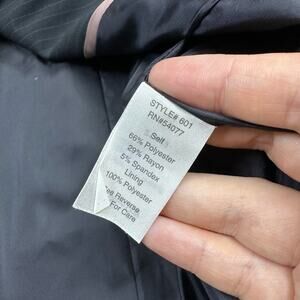 STYLE# 601
RN#54077
Self
66% Polyester
29% Rayon
5% Spandex
Lining
100% Polyester
See Reverse
For Care